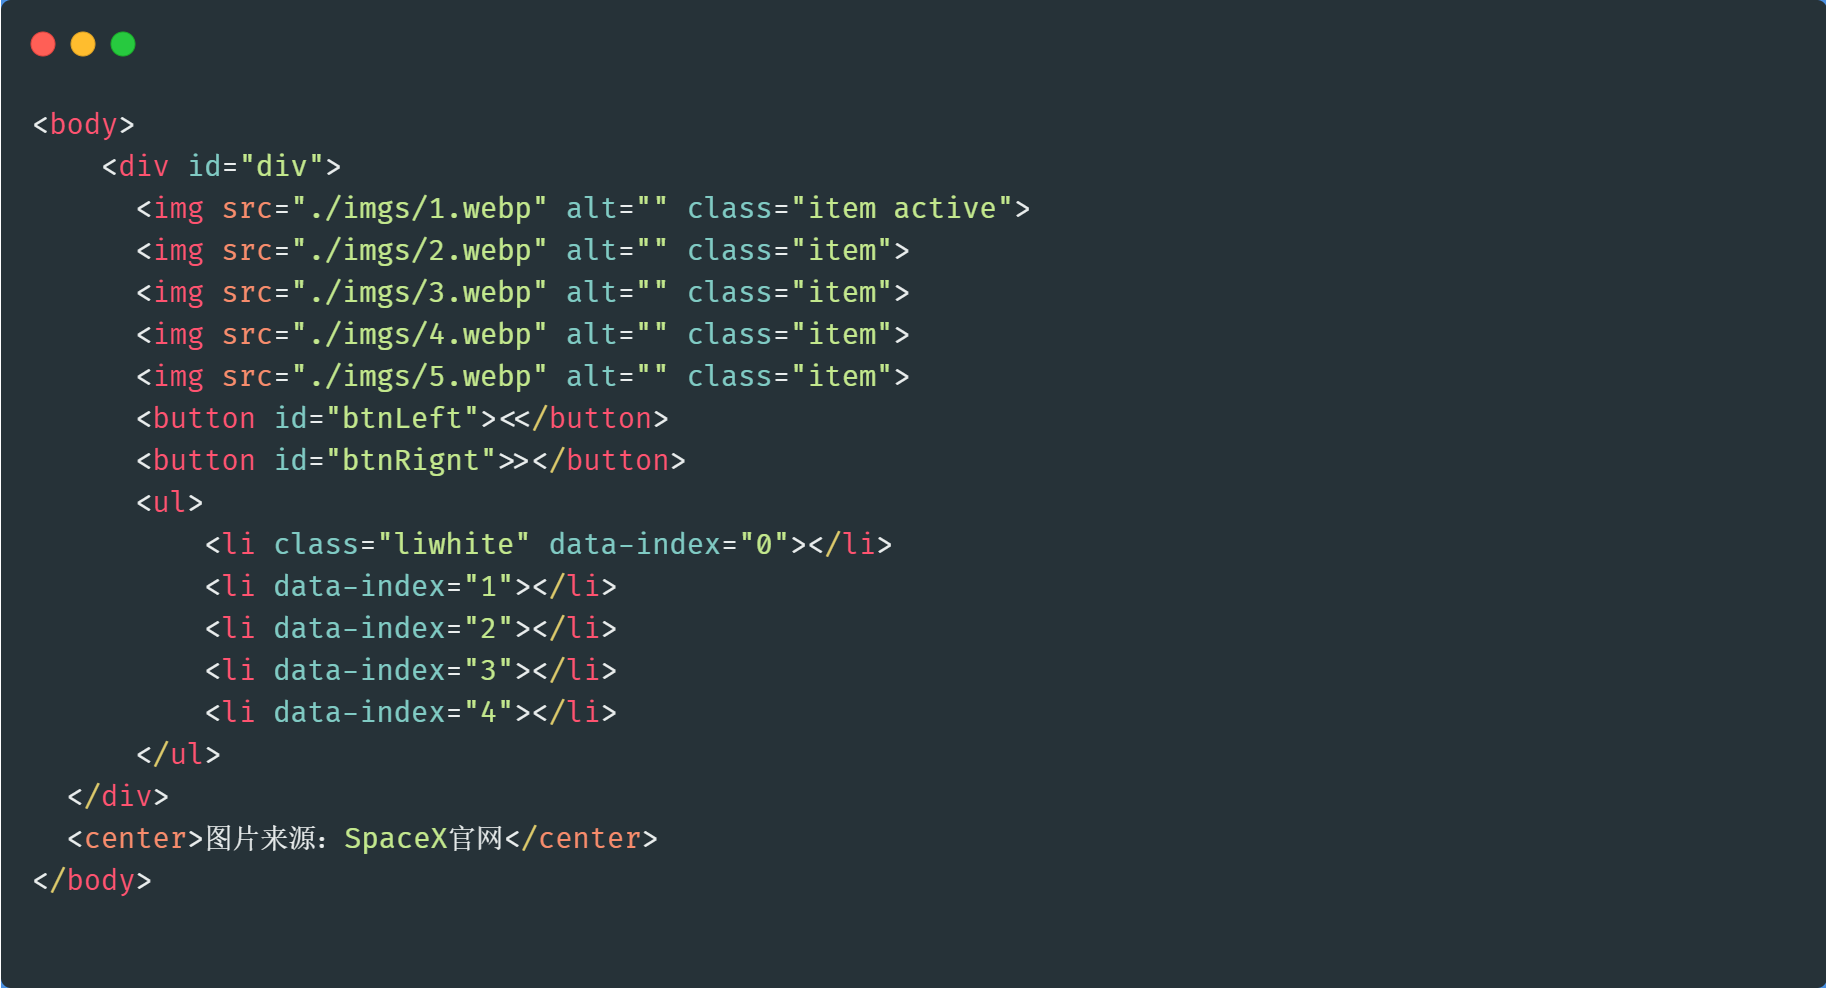 <body>
<div id="div">
<img src="./imgs/1.webp" alt="" class="item active">
<img src="./imgs/2.webp" alt="" class="item">
<img src="./imgs/3.webp" alt="" class="item">
<img src="./imgs/4.webp" alt="" class="item">
<img src="./imgs/5.webp" alt="" class="item">
<button id="btnLeft"><</button>
<button id="btnRignt">></button>
<ul>
<li class="liwhite" data-index="0"></li>
<li data-index="1"></li>
<li data-index="2"></li>
<li data-index="3"></li>
<li data-index="4"></li>
</ul>
</div>
<center>图片来源：SpaceX官网</center>
</body>